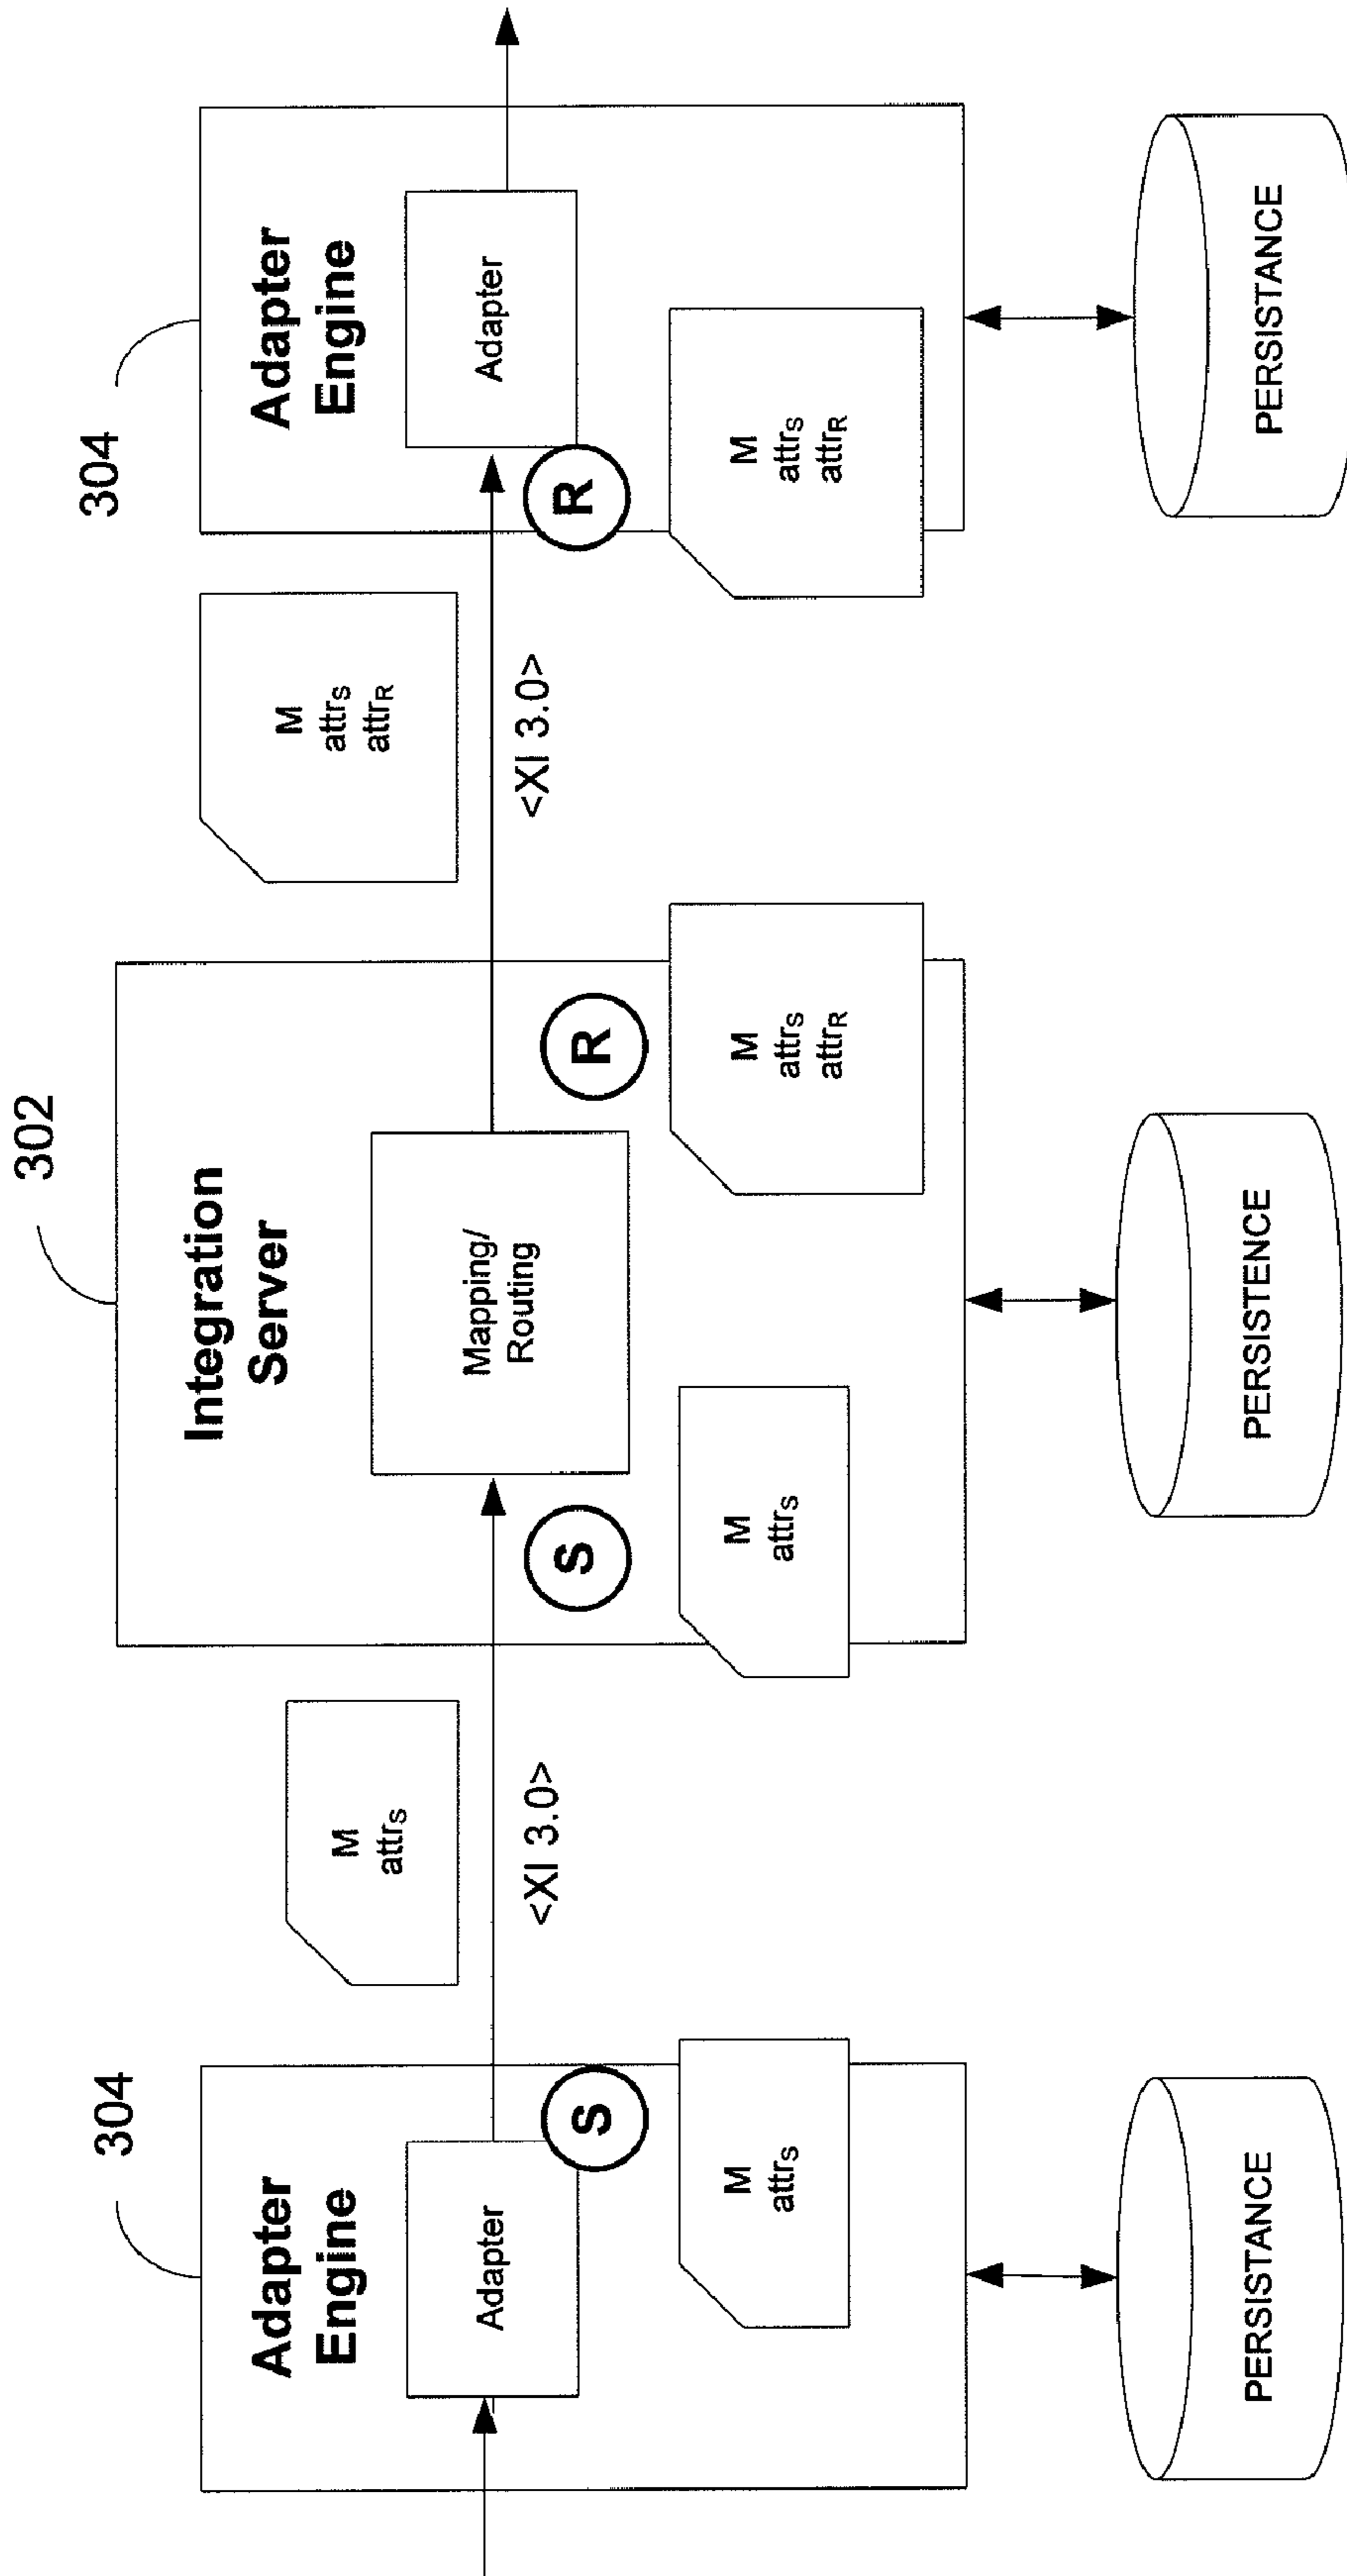 304
Adapter
Engine
Adapter
S
M
attrS
PERSISTANCE
M
attrS
<XI 3.0>
302
Integration
Server
Mapping/
Routing
S
R
M
attrS
M
attrS
attrR
PERSISTENCE
M
attrS
attrR
<XI 3.0>
304
Adapter
Engine
Adapter
R
M
attrS
attrR
PERSISTANCE